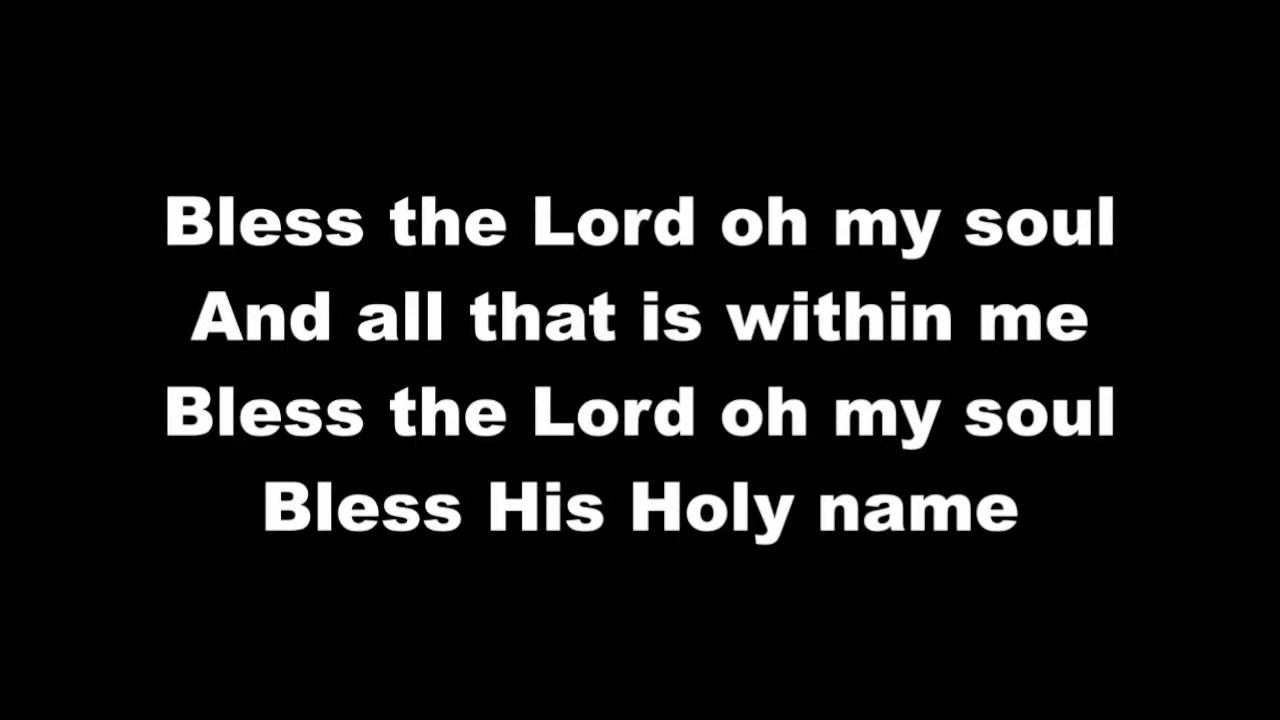 Bless the Lord oh my soul
And all that is within me
Bless the Lord oh my soul
Bless His Holy name